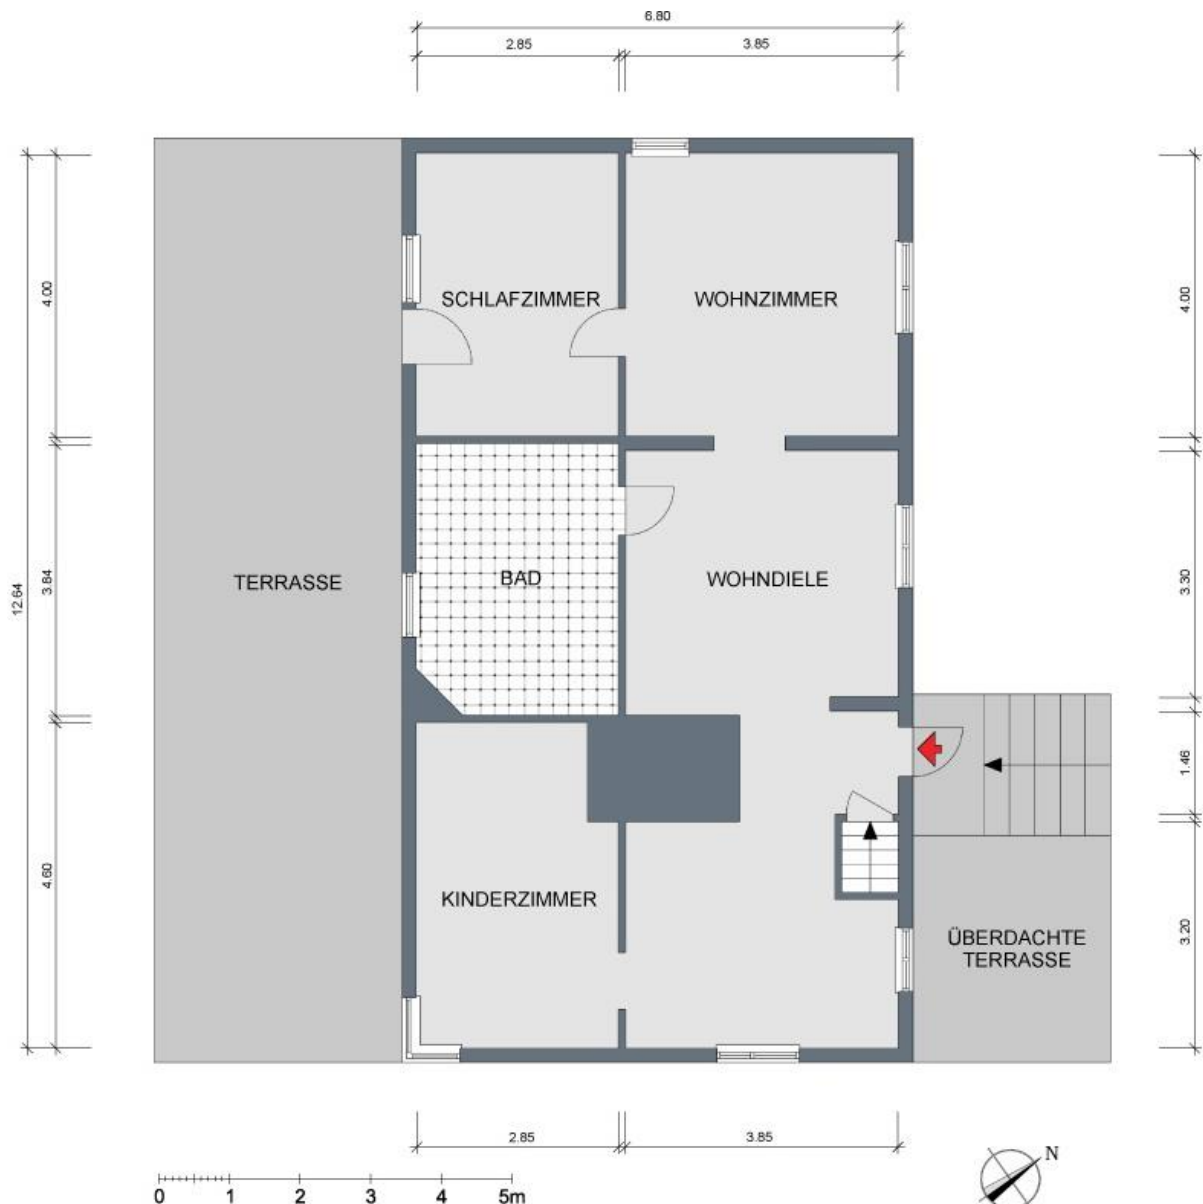 6.80
2.85
3.85
4.00
12.64
3.84
4.60
SCHLAFZIMMER
WOHNZIMMER
4.00
TERRASSE
BAD
WOHNDIELE
3.30
1.46
KINDERZIMMER
ÜBERDACHTE
TERRASSE
3.20
2.85
3.85
N
0 1 2 3 4 5m